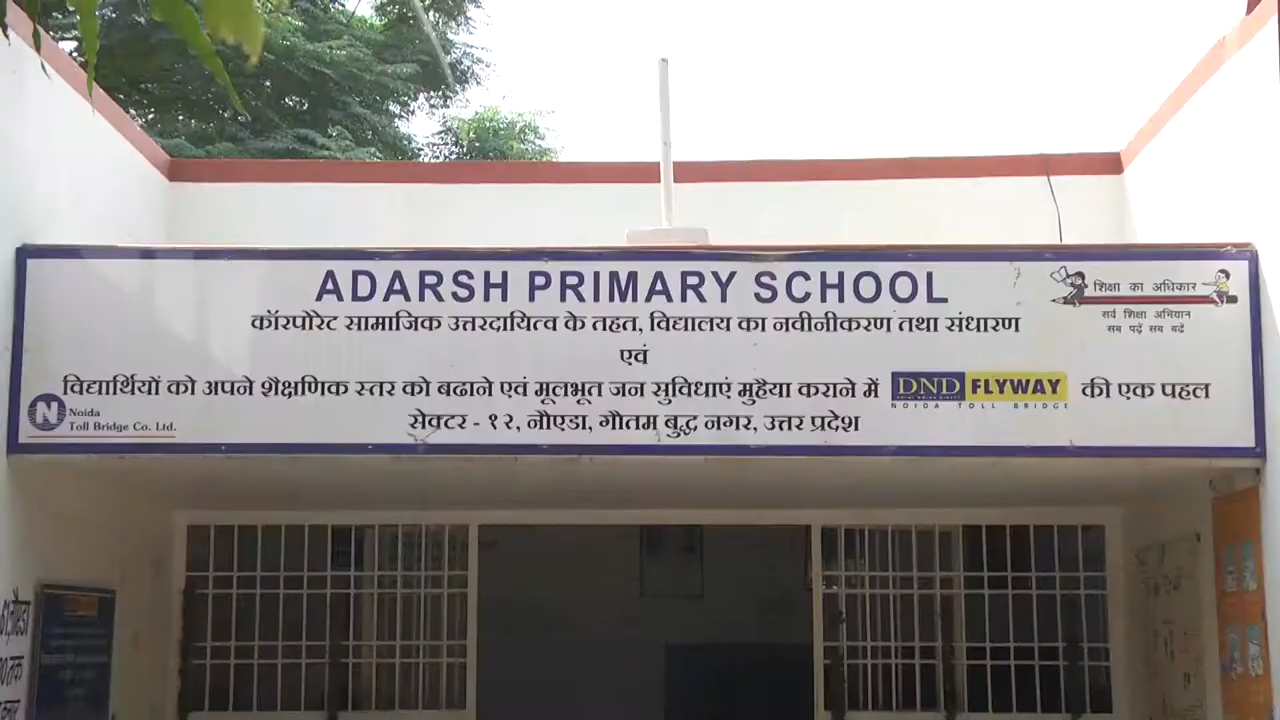 ADARSH PRIMARY SCHOOL
शिक्षा का अधिकार
सर्व शिक्षा अभियान
सब पढ़ें सब बढ़ें
कॉरपोरेट सामाजिक उत्तरदायित्व के तहत, विद्यालय का नवीनीकरण तथा संधारण
एवं
विद्यार्थियों को अपने शैक्षणिक स्तर को बढाने एवं मूलभूत जन सुविधाएं मुहैया कराने में DND FLYWAY की एक पहल
NOIDA TOLL BRIDGE
N Noida
Toll Bridge Co. Ltd.
सेक्टर - १२, नौएडा, गौतम बुद्ध नगर, उत्तर प्रदेश